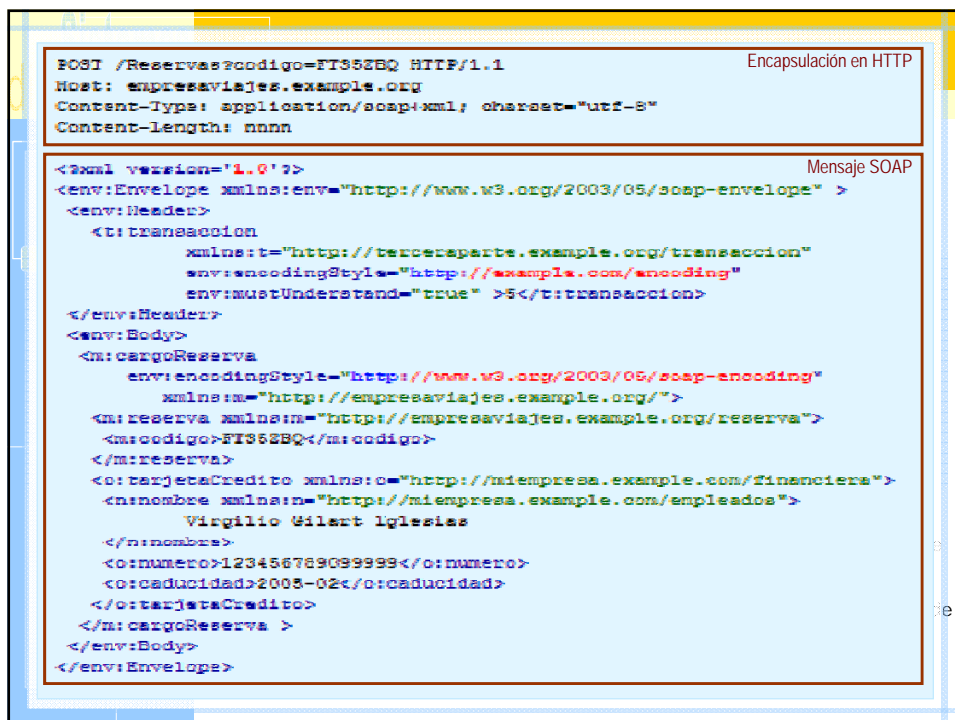 Encapsulación en HTTP
POST /Reservas?codigo=FT35ZBQ HTTP/1.1
Host: empresaviajes.example.org
Content-Type: application/soap+xml; charset="utf-8"
Content-Length: nnnn
Mensaje SOAP
<?xml version='1.0'?>
<env:Envelope xmlns:env="http://www.w3.org/2003/05/soap-envelope" >
<env:Header>
<t:transaccion
xmlns:t="http://terceraparte.example.org/transaccion"
env:encodingStyle="http://example.com/encoding"
env:mustUnderstand="true" >5</t:transaccion>
</env:Header>
<env:Body>
<m:cargoReserva
env:encodingStyle="http://www.w3.org/2003/05/soap-encoding"
xmlns:m="http://empresaviajes.example.org/">
<m:reserva xmlns:m="http://empresaviajes.example.org/reserva">
<m:codigo>FT35ZBQ</m:codigo>
</m:reserva>
<o:tarjetaCredito xmlns:o="http://miempresa.example.com/financiera">
<n:nombre xmlns:n="http://miempresa.example.com/empleados">
Virgilio Gilart Iglesias
</n:nombre>
<o:numero>123456789099999</o:numero>
<o:caducidad>2005-02</o:caducidad>
</o:tarjetaCredito>
</m:cargoReserva >
</env:Body>
</env:Envelope>